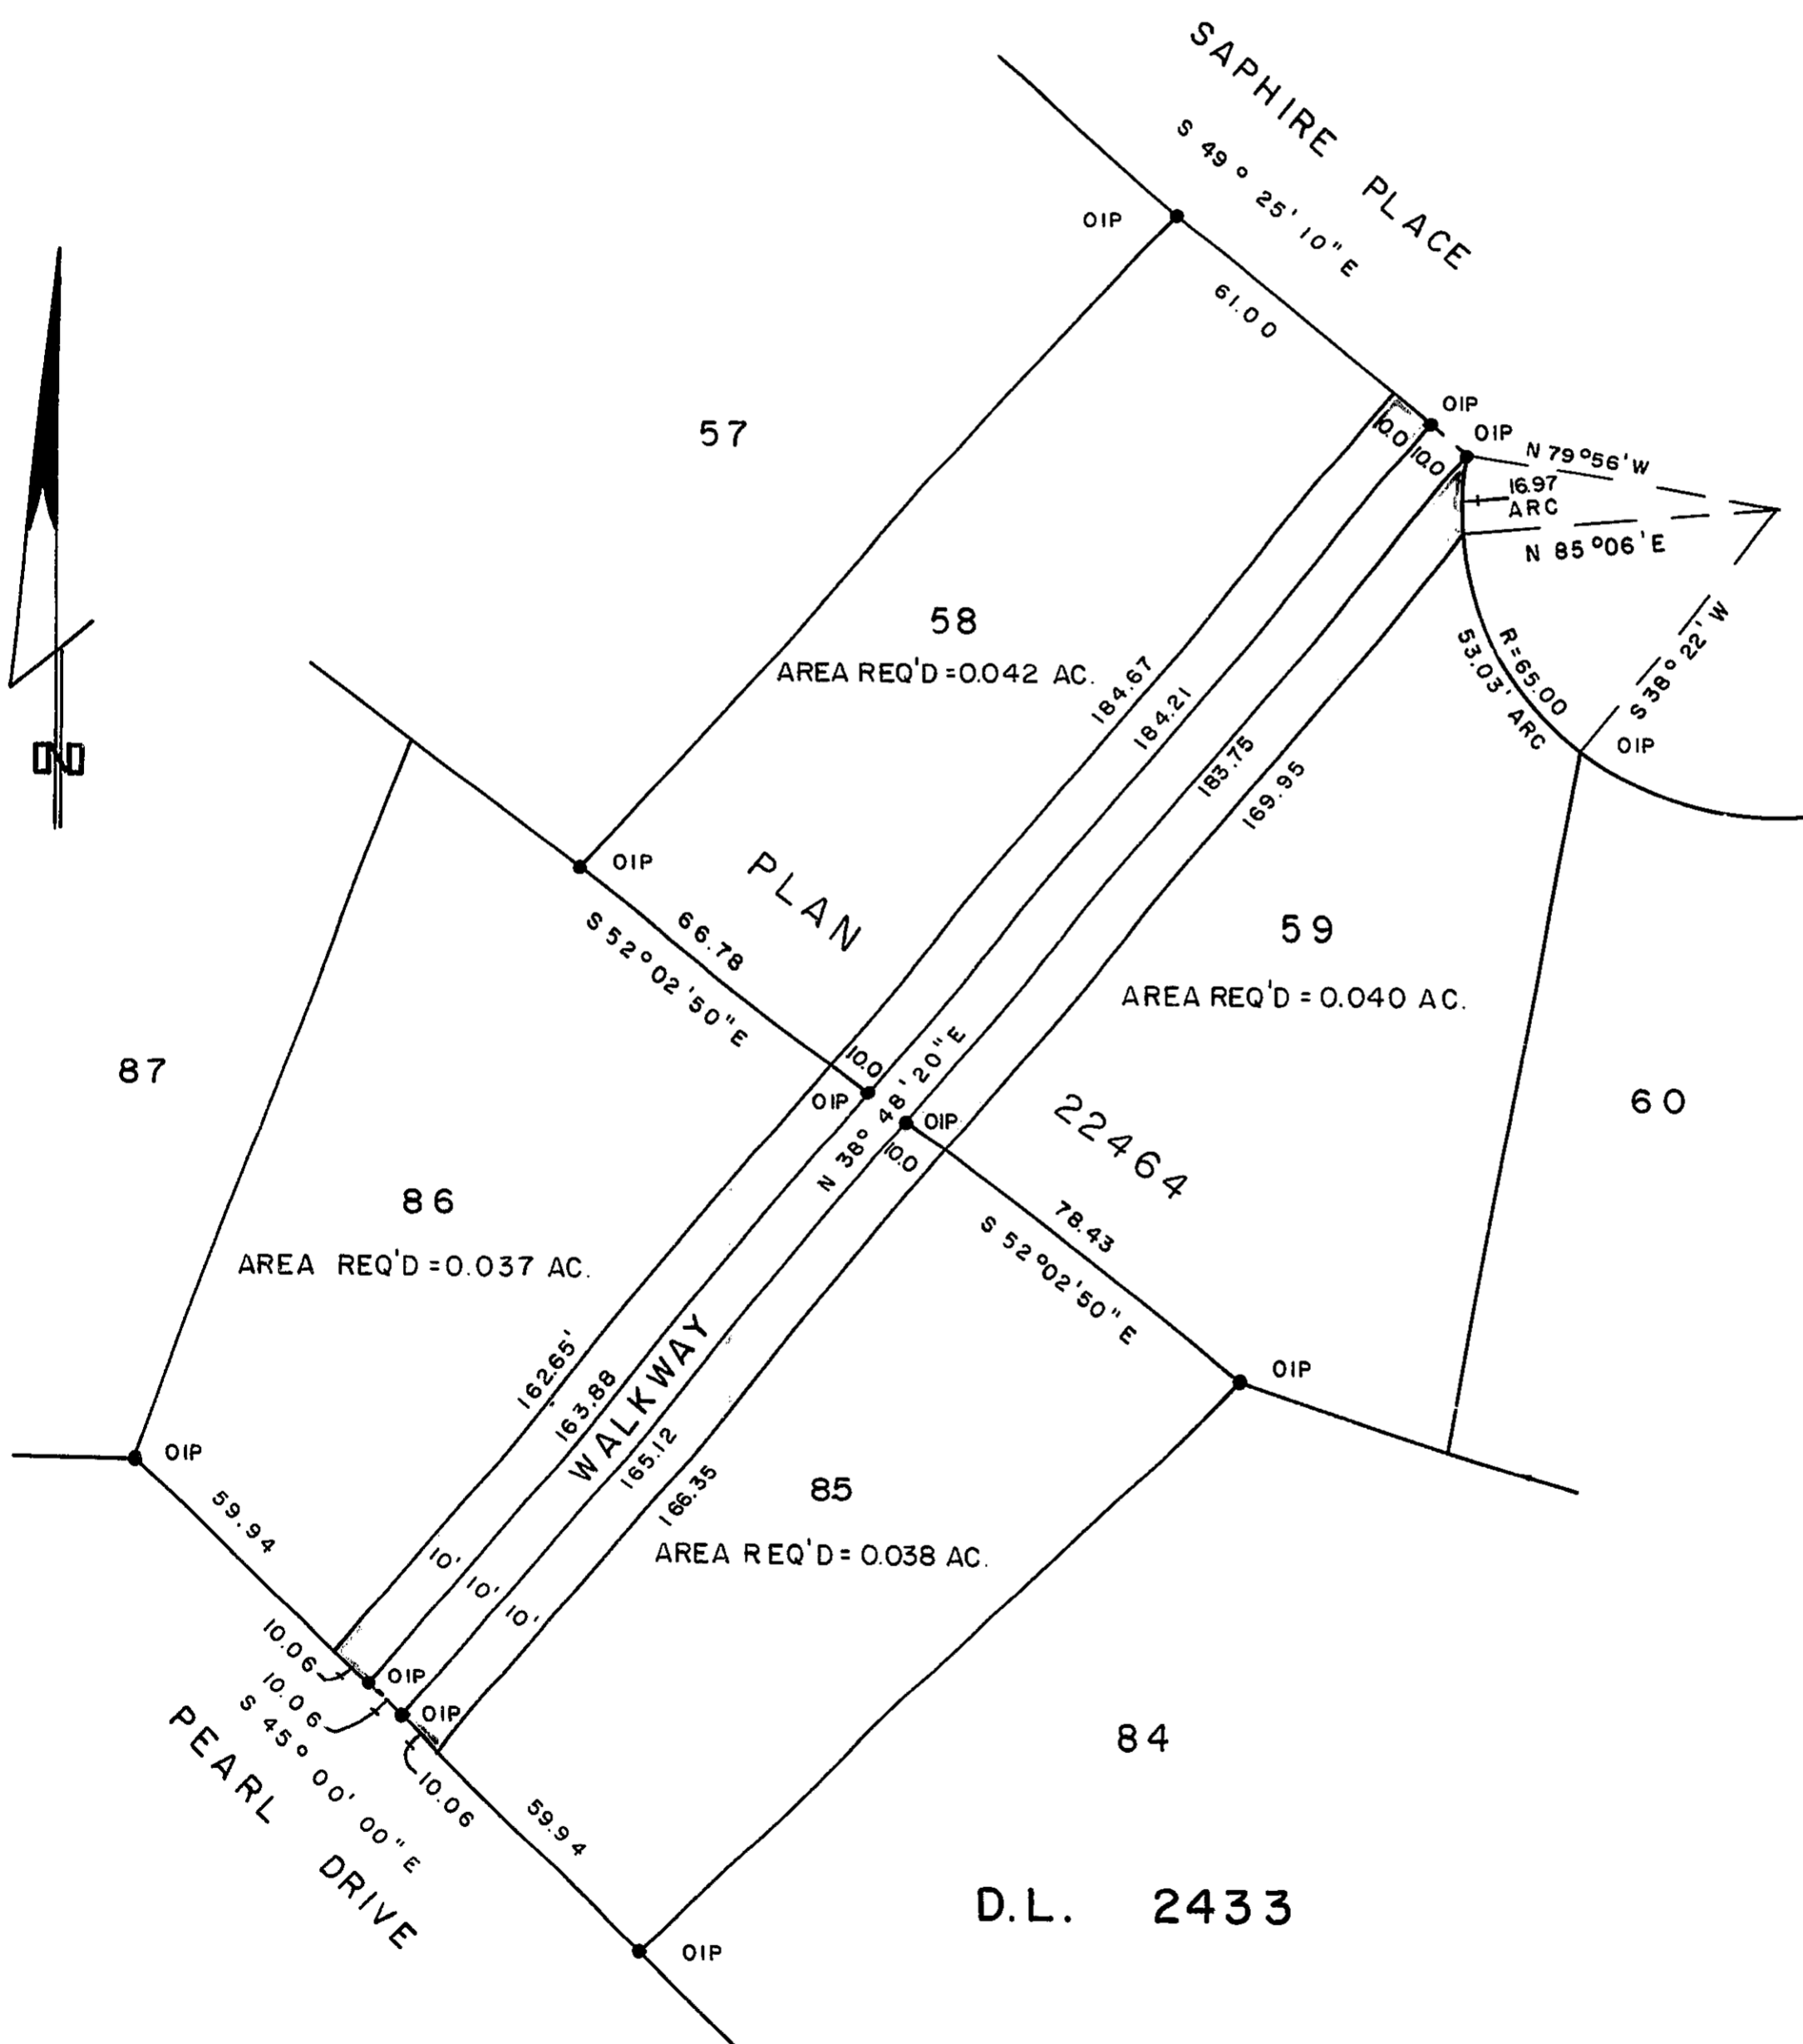 SAPHIRE PLACE
S 49° 25' 10" E
OIP
61.00
57
OIP
10.0
10.0
OIP
N 79°56' W
16.97
ARC
N 85°06' E
58
AREA REQ'D = 0.042 AC.
184.67
184.21
183.75
169.95
R=65.00
53.03' ARC
S 38° 22' W
OIP
N
OIP
PLAN
66.78
S 52° 02' 50" E
59
AREA REQ'D = 0.040 AC.
87
10.0
OIP
N 38° 48' 20" E
OIP
10.0
22464
60
86
AREA REQ'D = 0.037 AC.
78.43
S 52° 02' 50" E
162.65'
163.88
WALKWAY
165.12
166.35
OIP
OIP
59.94
85
AREA REQ'D = 0.038 AC.
10'
10'
10'
10.06
10.06
OIP
OIP
S 45° 00' 00" E
PEARL DRIVE
10.06
59.94
84
D.L. 2433
OIP